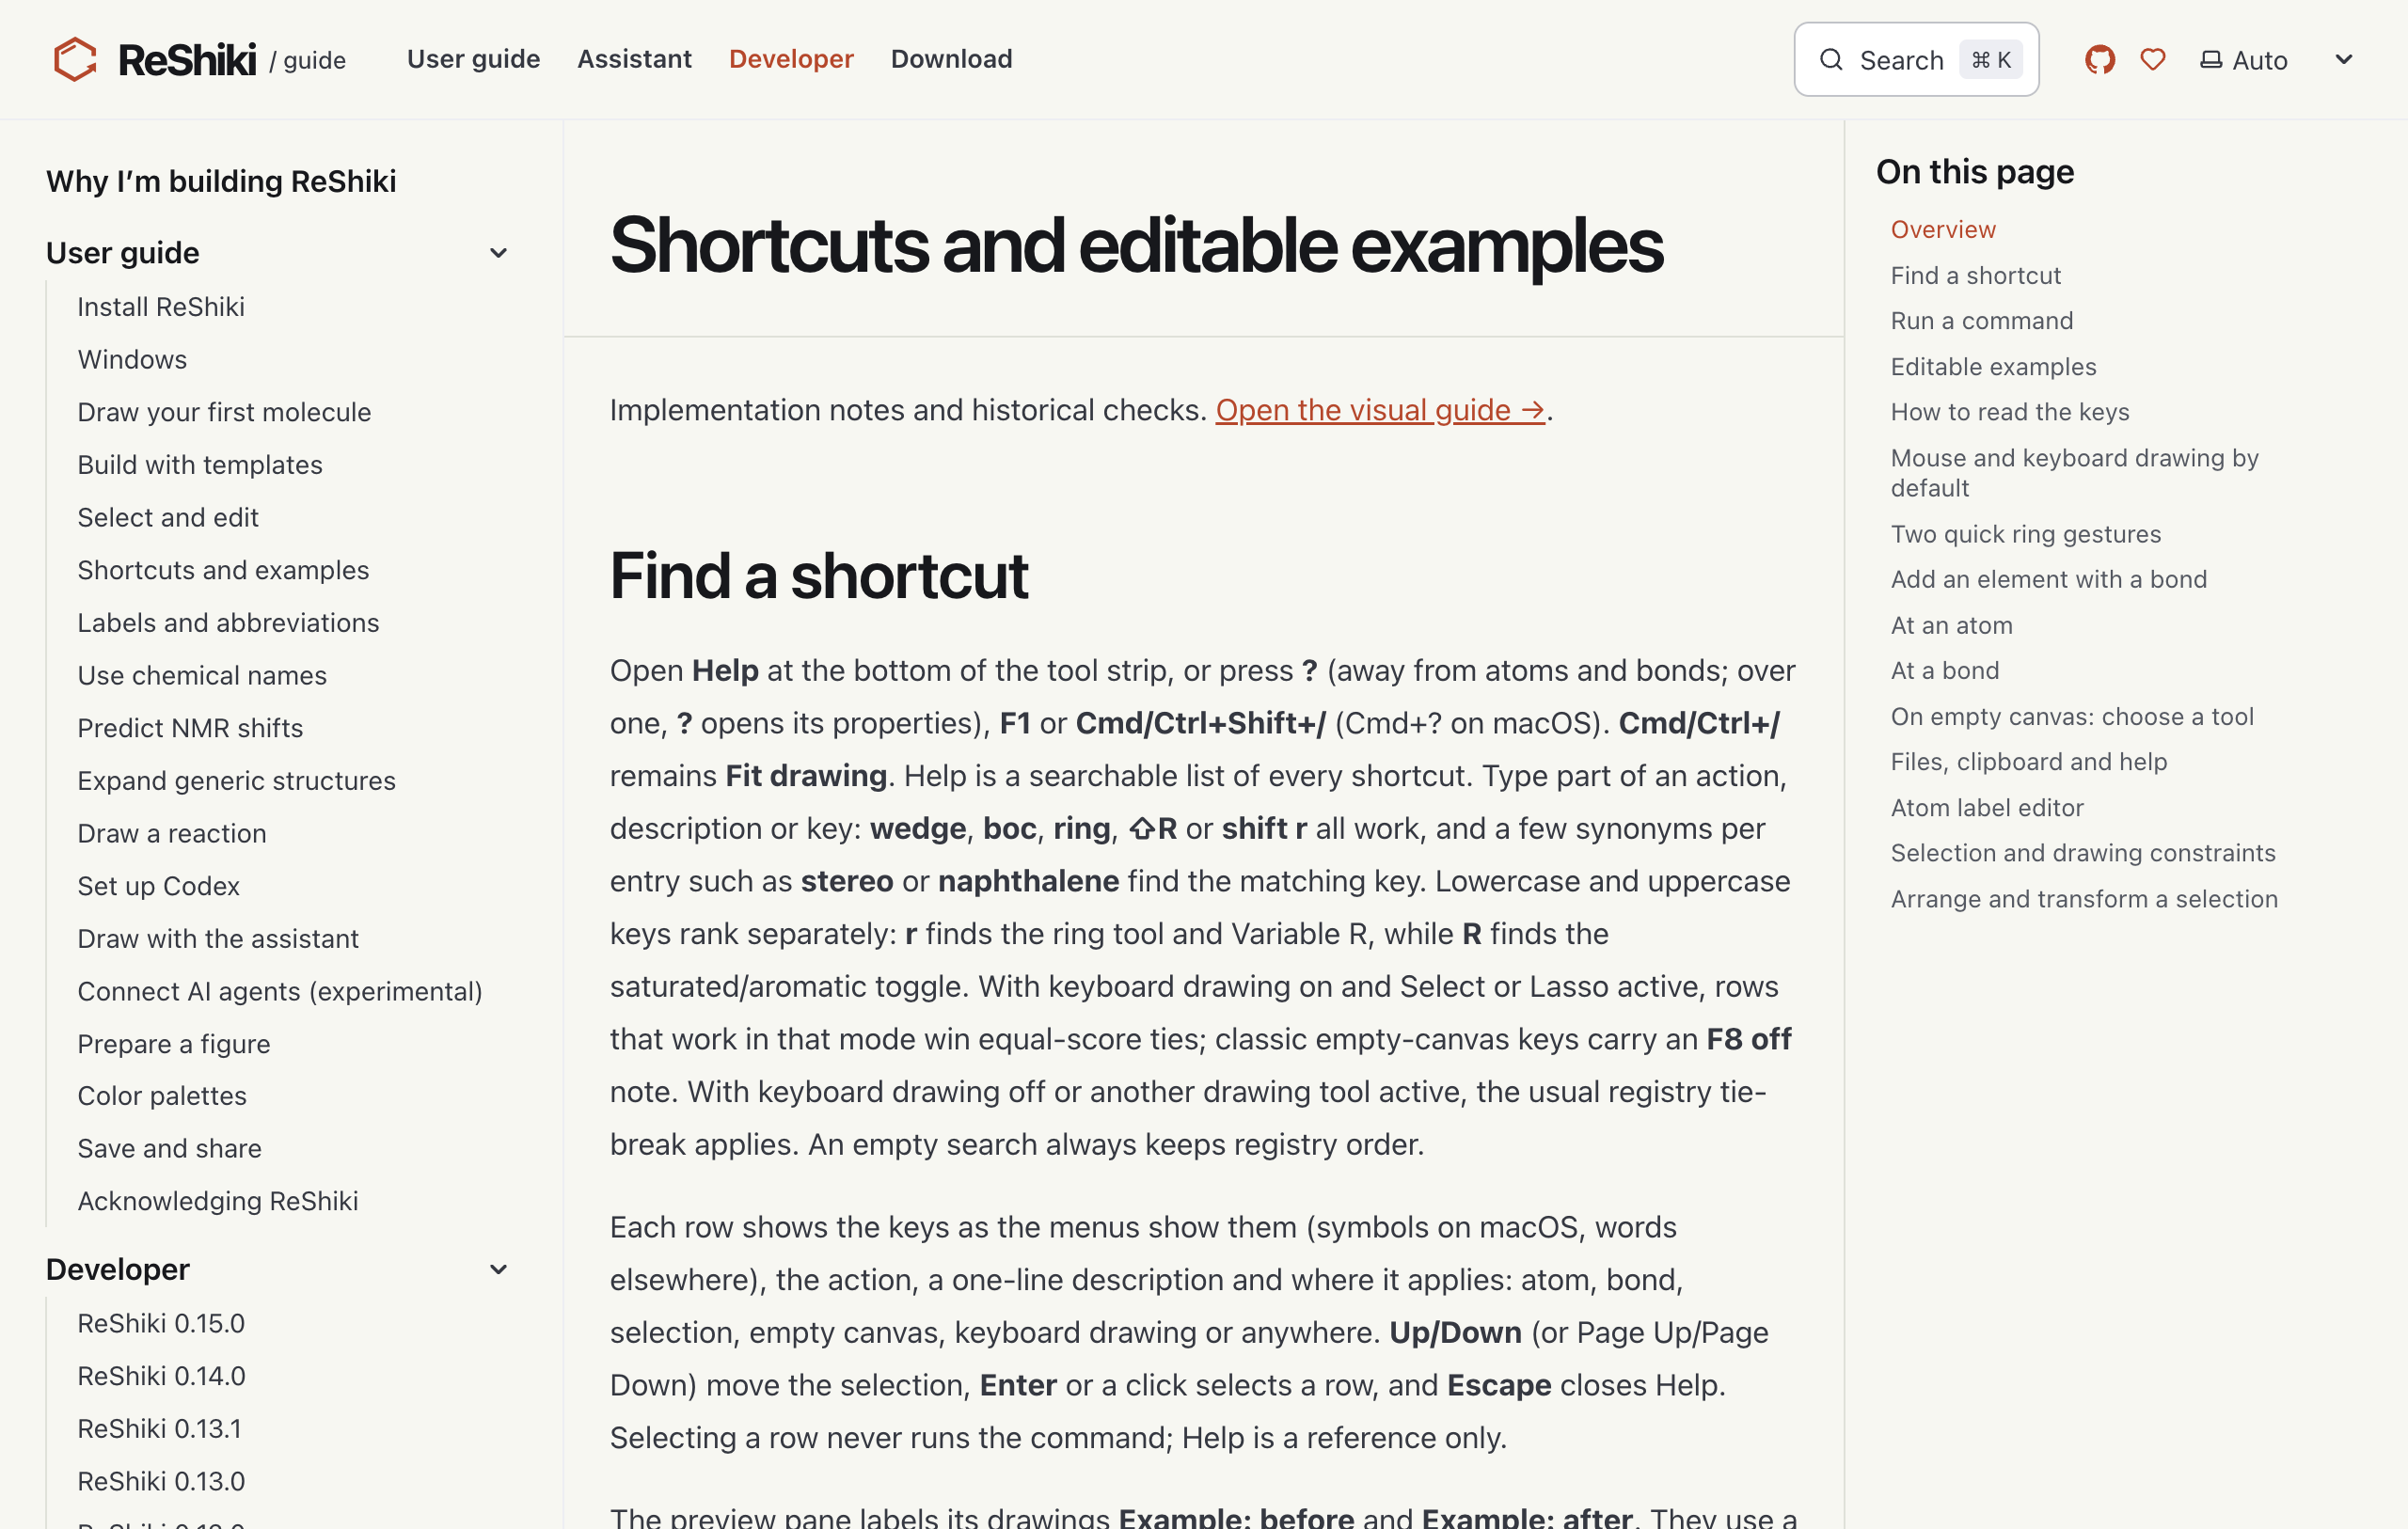 ReShiki / guide
User guide
Assistant
Developer
Download
Search ⌘ K
Auto
Why I’m building ReShiki
User guide
Install ReShiki
Windows
Draw your first molecule
Build with templates
Select and edit
Shortcuts and examples
Labels and abbreviations
Use chemical names
Predict NMR shifts
Expand generic structures
Draw a reaction
Set up Codex
Draw with the assistant
Connect AI agents (experimental)
Prepare a figure
Color palettes
Save and share
Acknowledging ReShiki
Developer
ReShiki 0.15.0
ReShiki 0.14.0
ReShiki 0.13.1
ReShiki 0.13.0
Shortcuts and editable examples
Implementation notes and historical checks. Open the visual guide →.
Find a shortcut
Open Help at the bottom of the tool strip, or press ? (away from atoms and bonds; over
one, ? opens its properties), F1 or Cmd/Ctrl+Shift+/ (Cmd+? on macOS). Cmd/Ctrl+/
remains Fit drawing. Help is a searchable list of every shortcut. Type part of an action,
description or key: wedge, boc, ring, ⇧R or shift r all work, and a few synonyms per
entry such as stereo or naphthalene find the matching key. Lowercase and uppercase
keys rank separately: r finds the ring tool and Variable R, while R finds the
saturated/aromatic toggle. With keyboard drawing on and Select or Lasso active, rows
that work in that mode win equal-score ties; classic empty-canvas keys carry an F8 off
note. With keyboard drawing off or another drawing tool active, the usual registry tie-
break applies. An empty search always keeps registry order.
Each row shows the keys as the menus show them (symbols on macOS, words
elsewhere), the action, a one-line description and where it applies: atom, bond,
selection, empty canvas, keyboard drawing or anywhere. Up/Down (or Page Up/Page
Down) move the selection, Enter or a click selects a row, and Escape closes Help.
Selecting a row never runs the command; Help is a reference only.
The preview pane labels its drawings Example: before and Example: after. They use a
On this page
Overview
Find a shortcut
Run a command
Editable examples
How to read the keys
Mouse and keyboard drawing by
default
Two quick ring gestures
Add an element with a bond
At an atom
At a bond
On empty canvas: choose a tool
Files, clipboard and help
Atom label editor
Selection and drawing constraints
Arrange and transform a selection